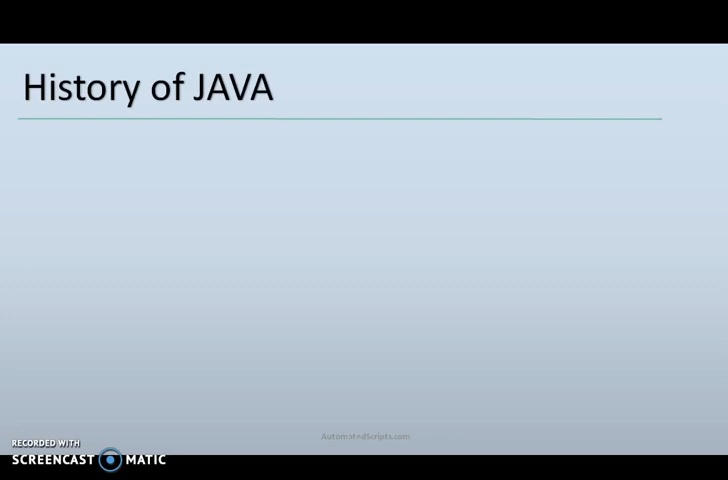 History of JAVA
AutomatedScripts.com
RECORDED WITH
SCREENCAST MATIC